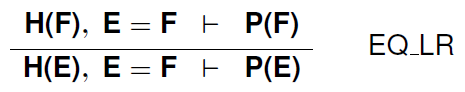 H(F), E = F ⊢ P(F)
EQ_LR
H(E), E = F ⊢ P(E)